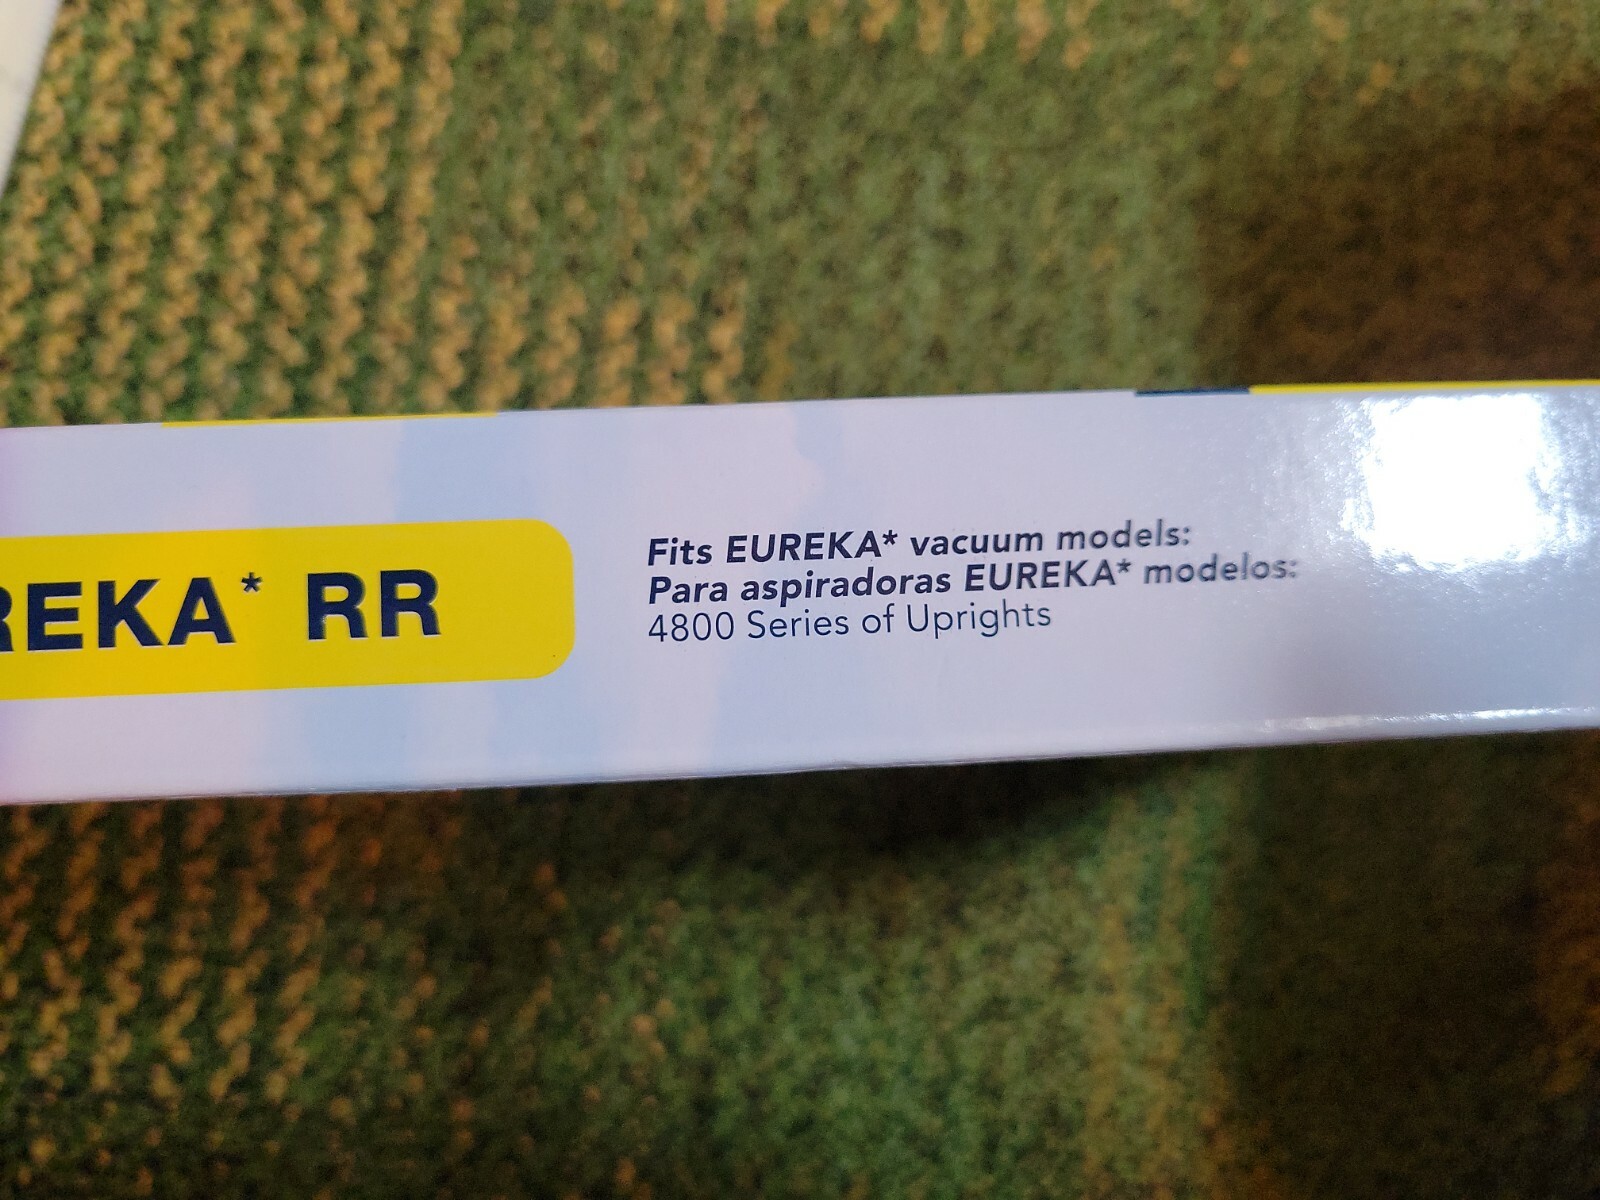 REKA* RR
Fits EUREKA* vacuum models:
Para aspiradoras EUREKA* modelos:
4800 Series of Uprights